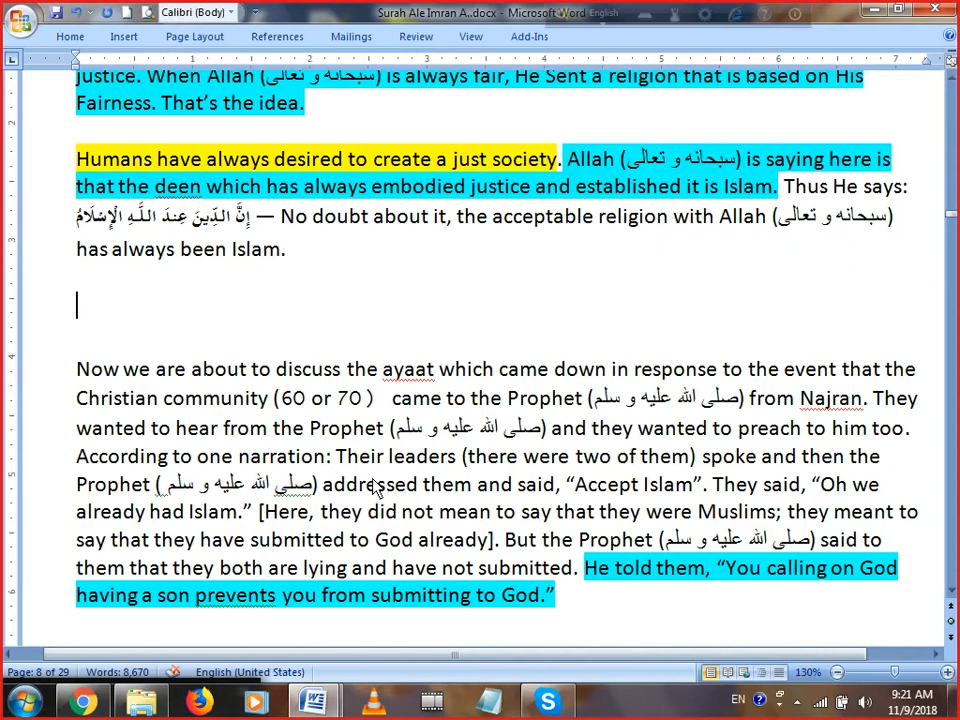 Calibri (Body)
Surah Ale Imran A..docx - Microsoft Word
English
Home Insert Page Layout References Mailings Review View Add-Ins
1 2 3 4 5 6 7
justice. When Allah (سبحانه و تعالى) is always fair, He Sent a religion that is based on His
Fairness. That’s the idea.
Humans have always desired to create a just society. Allah (سبحانه و تعالى) is saying here is
that the deen which has always embodied justice and established it is Islam. Thus He says:
إِنَّ الدِّينَ عِندَ اللَّـهِ الْإِسْلَامُ — No doubt about it, the acceptable religion with Allah (سبحانه و تعالى)
has always been Islam.
Now we are about to discuss the ayaat which came down in response to the event that the
Christian community (60 or 70 ) came to the Prophet (صلى الله عليه و سلم) from Najran. They
wanted to hear from the Prophet (صلى الله عليه و سلم) and they wanted to preach to him too.
According to one narration: Their leaders (there were two of them) spoke and then the
Prophet ( صلى الله عليه و سلم) addressed them and said, “Accept Islam”. They said, “Oh we
already had Islam.” [Here, they did not mean to say that they were Muslims; they meant to
say that they have submitted to God already]. But the Prophet (صلى الله عليه و سلم) said to
them that they both are lying and have not submitted. He told them, “You calling on God
having a son prevents you from submitting to God.”
Page: 8 of 29 Words: 8,670 English (United States) 130%
EN 9:21 AM
11/9/2018